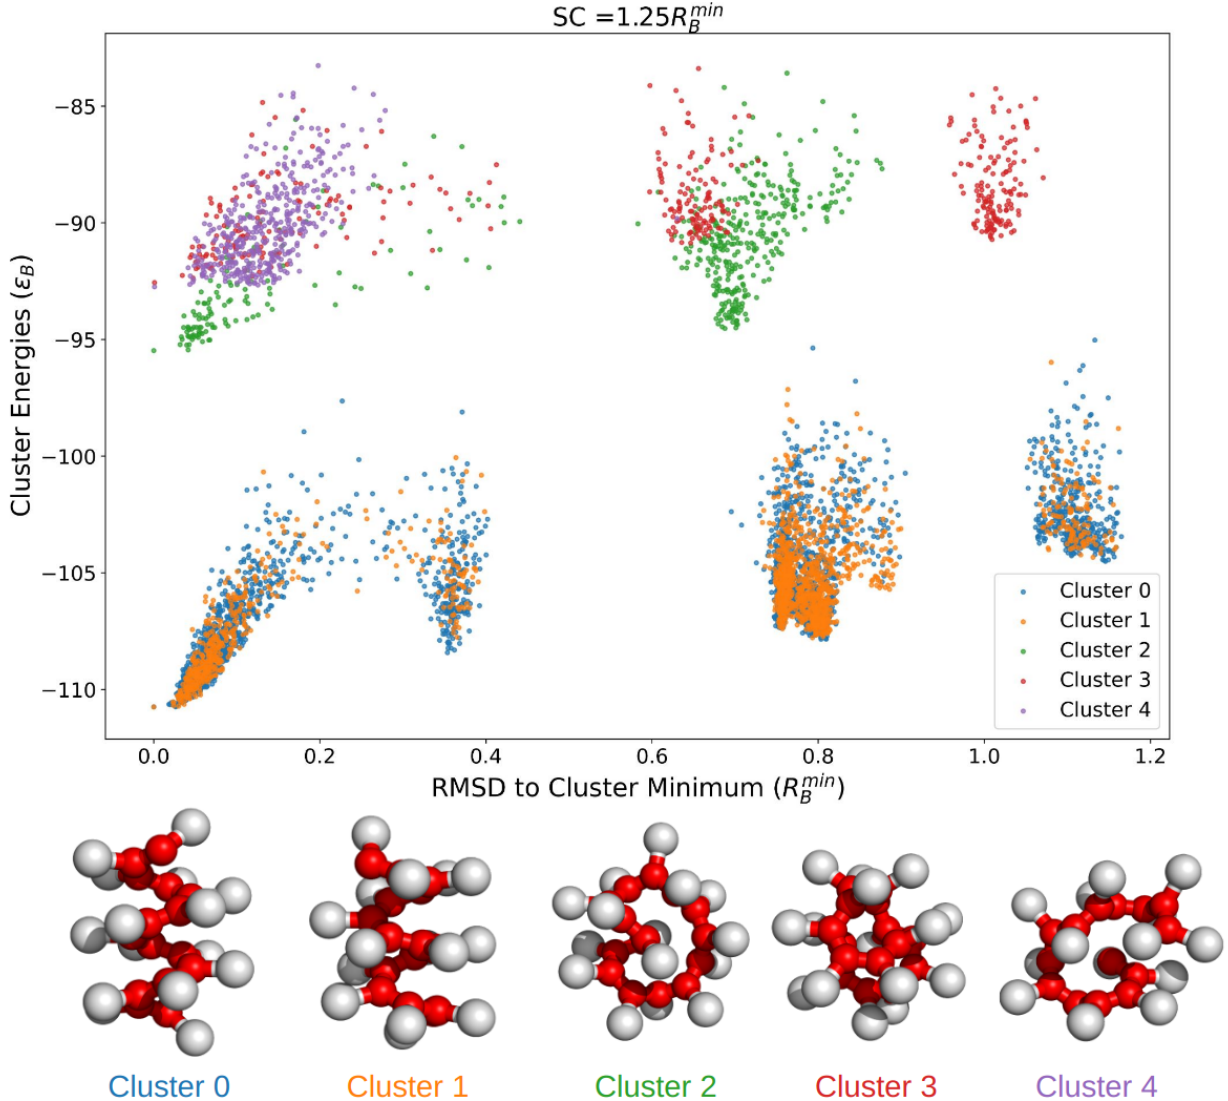 SC =1.25R_B^min
Cluster Energies (ε_B)
−85
−90
−95
−100
−105
−110
Cluster 0
Cluster 1
Cluster 2
Cluster 3
Cluster 4
0.0 0.2 0.4 0.6 0.8 1.0 1.2
RMSD to Cluster Minimum (R_B^min)
Cluster 0 Cluster 1 Cluster 2 Cluster 3 Cluster 4